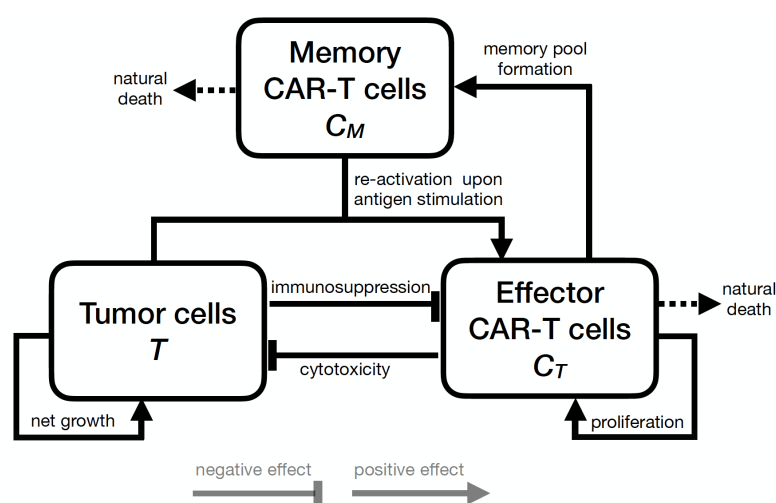 Memory
CAR-T cells
C_M
memory pool
formation
natural
death
re-activation upon
antigen stimulation
Tumor cells
T
immunosuppression
cytotoxicity
Effector
CAR-T cells
C_T
natural
death
net growth
proliferation
negative effect
positive effect